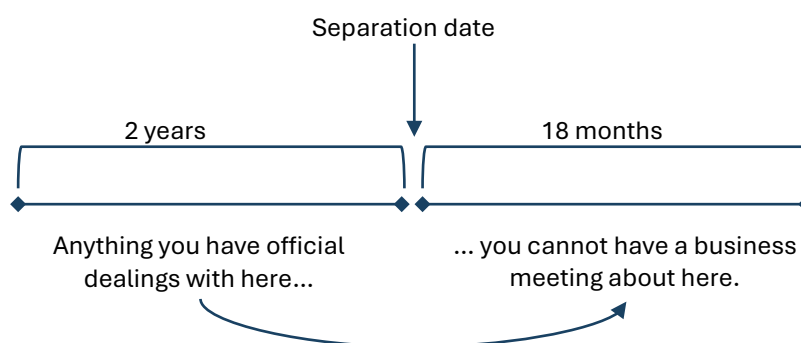 Separation date
2 years
18 months
Anything you have official
dealings with here...
... you cannot have a business
meeting about here.